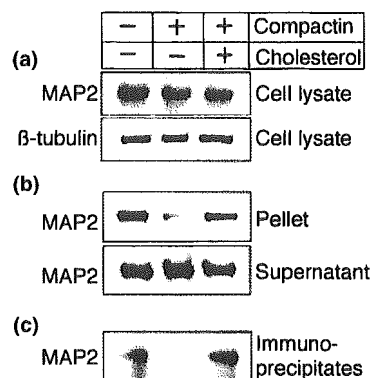 − + + Compactin
− − + Cholesterol
(a)
MAP2 Cell lysate
ß-tubulin Cell lysate
(b)
MAP2 Pellet
MAP2 Supernatant
(c)
MAP2 Immuno-
precipitates